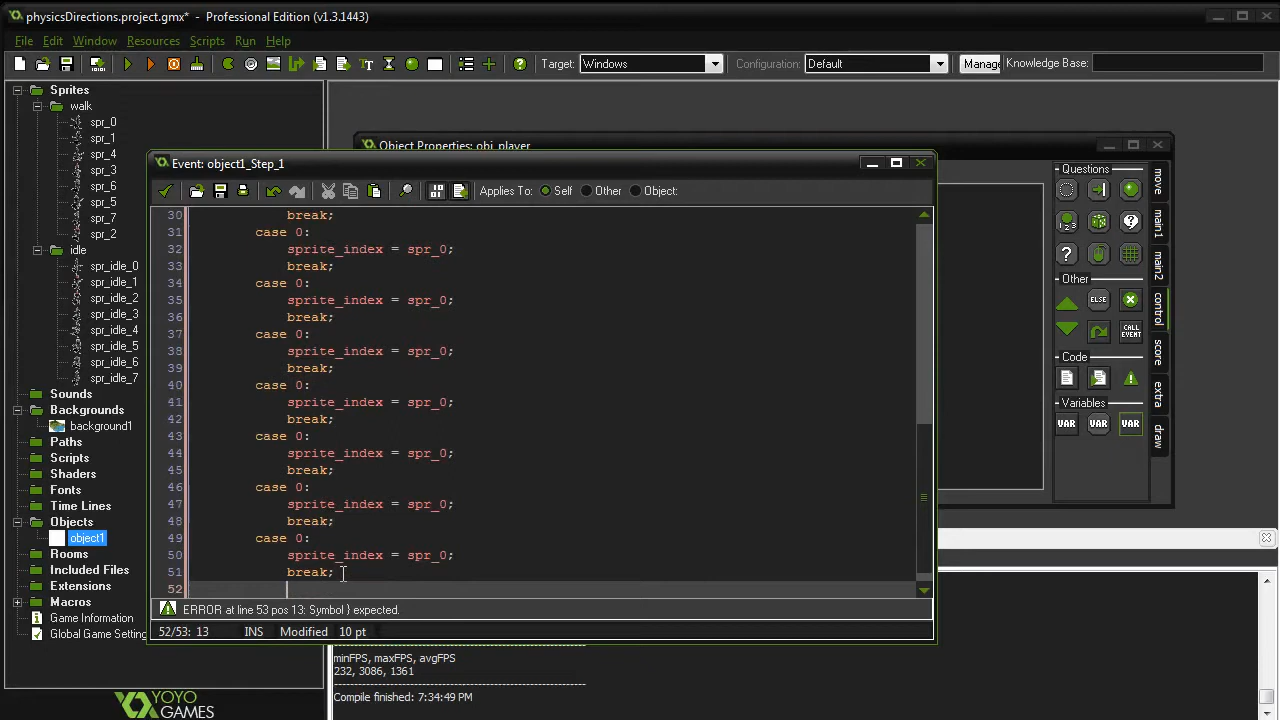 physicsDirections.project.gmx* - Professional Edition (v1.3.1443)
File Edit Window Resources Scripts Run Help
Target: Windows Configuration: Default Manag Knowledge Base:
Sprites
walk
spr_0
spr_1
spr_4
spr_3
spr_6
spr_5
spr_7
spr_2
idle
spr_idle_0
spr_idle_1
spr_idle_2
spr_idle_3
spr_idle_4
spr_idle_5
spr_idle_6
spr_idle_7
Sounds
Backgrounds
background1
Paths
Scripts
Shaders
Fonts
Time Lines
Objects
object1
Rooms
Included Files
Extensions
Macros
Game Information
Global Game Setting
YOYO
GAMES
Object Properties: obj_player
Event: object1_Step_1
Applies To: Self Other Object:
30 break;
31 case 0:
32 sprite_index = spr_0;
33 break;
34 case 0:
35 sprite_index = spr_0;
36 break;
37 case 0:
38 sprite_index = spr_0;
39 break;
40 case 0:
41 sprite_index = spr_0;
42 break;
43 case 0:
44 sprite_index = spr_0;
45 break;
46 case 0:
47 sprite_index = spr_0;
48 break;
49 case 0:
50 sprite_index = spr_0;
51 break;
52
ERROR at line 53 pos 13: Symbol } expected.
52/53: 13 INS Modified 10 pt
Questions
Other
ELSE
CALL
EVENT
Code
Variables
VAR VAR VAR
move
main1
main2
control
score
extra
draw
minFPS, maxFPS, avgFPS
232, 3086, 1361
Compile finished: 7:34:49 PM